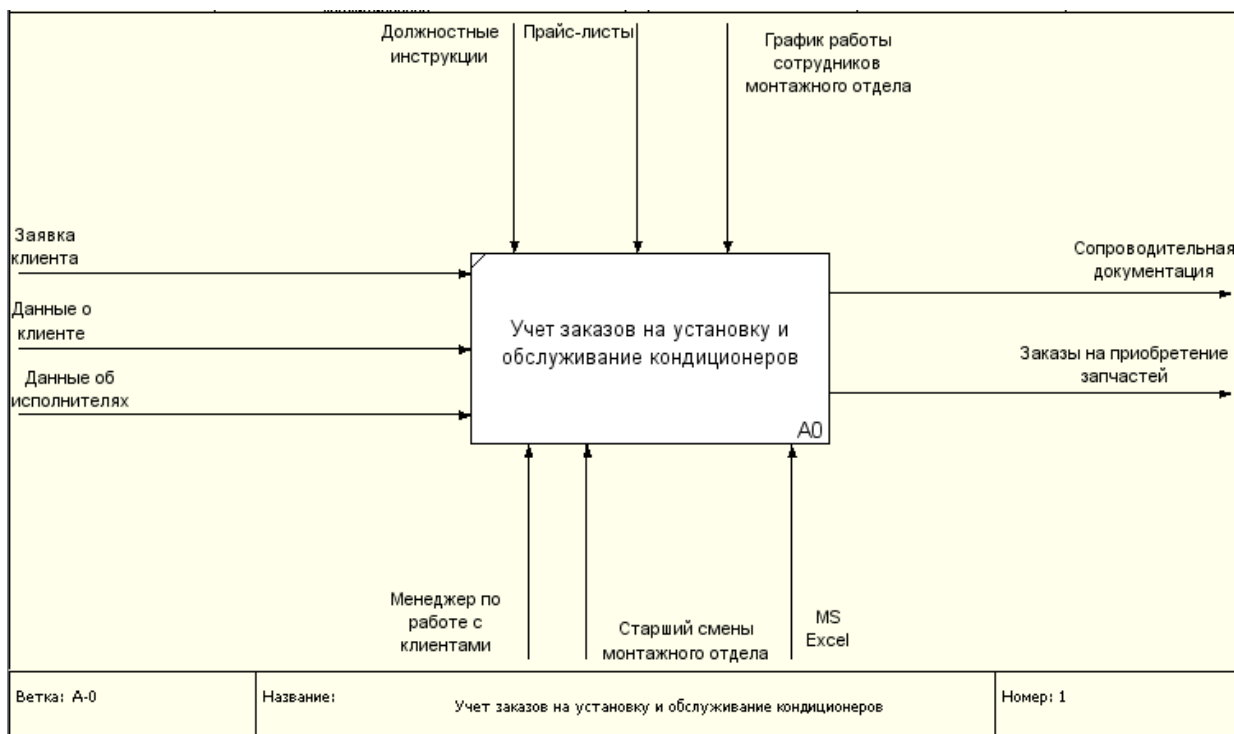 Должностные
инструкции
Прайс-листы
График работы
сотрудников
монтажного отдела
Заявка
клиента
Данные о
клиенте
Данные об
исполнителях
Учет заказов на установку и
обслуживание кондиционеров
A0
Сопроводительная
документация
Заказы на приобретение
запчастей
Менеджер по
работе с
клиентами
Старший смены
монтажного отдела
MS
Excel
Ветка: A-0
Название:
Учет заказов на установку и обслуживание кондиционеров
Номер: 1